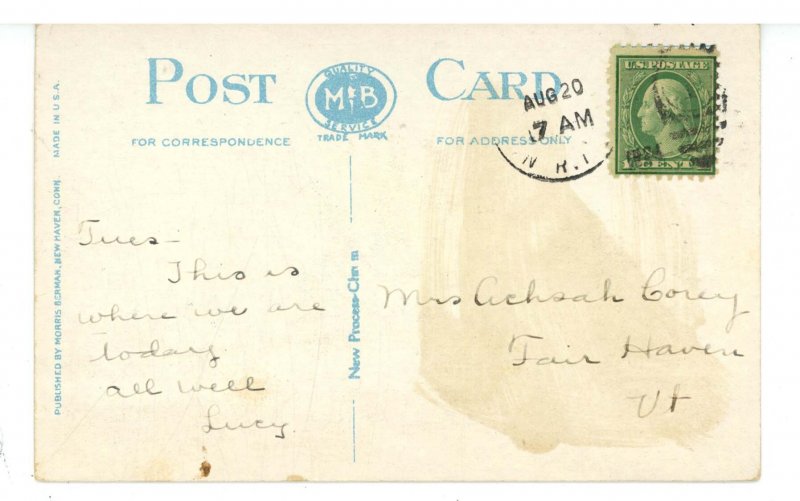 POST CARD
QUALITY
M B
SERVICE
TRADE MARK
FOR CORRESPONDENCE
FOR ADDRESS ONLY
AUG 20
7 AM
N R.I.
U.S. POSTAGE
MADE IN U.S.A.
PUBLISHED BY MORRIS BERMAN, NEW HAVEN, CONN.
New Process-Chrom
Tues-
This is
where we are
today
all well
Lucy
Mrs Achsah Corey
Fair Haven
Vt